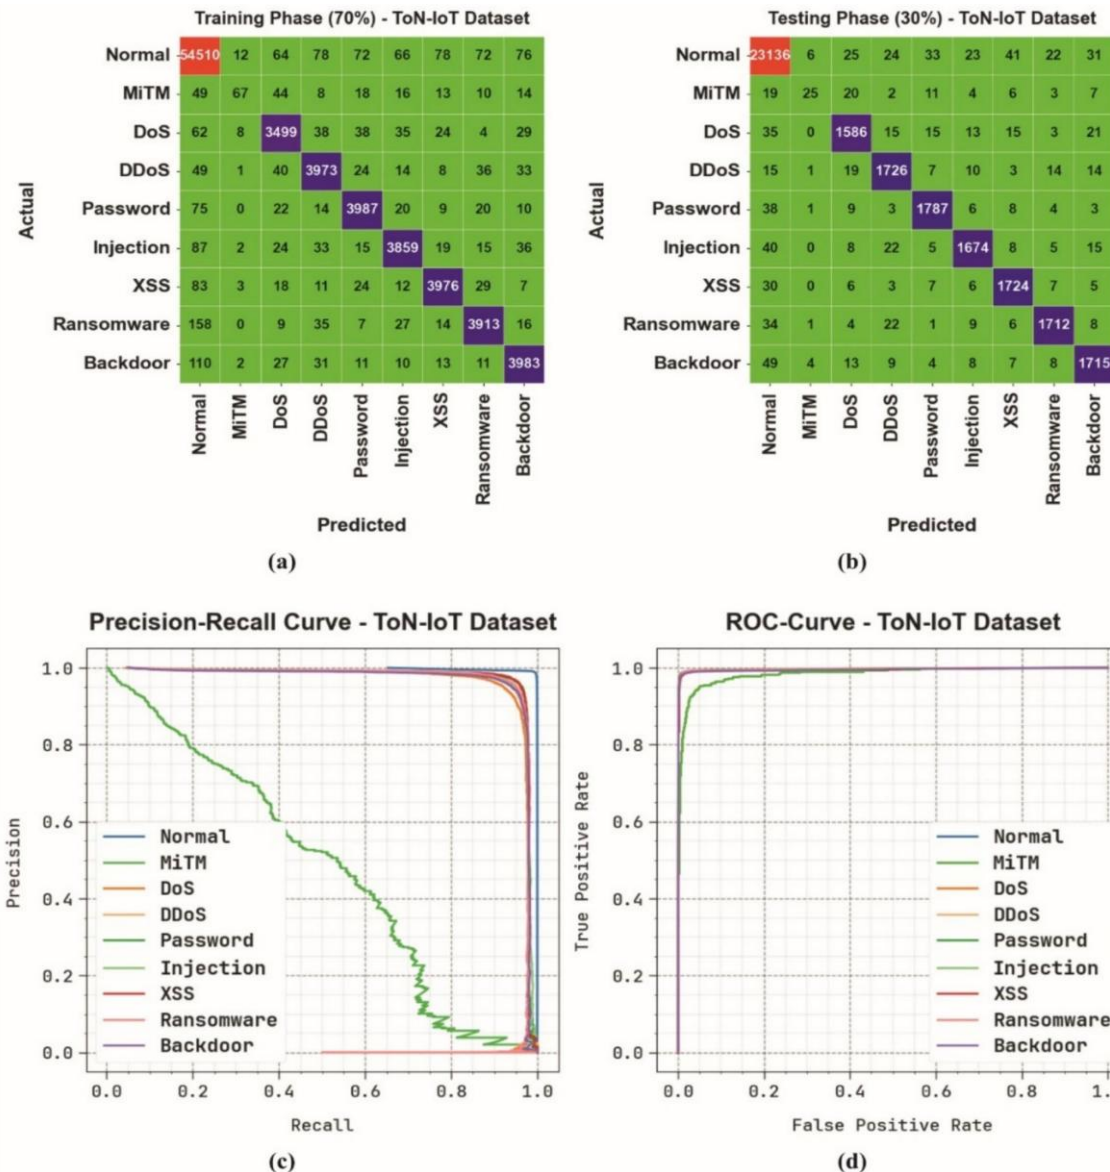 Training Phase (70%) - ToN-IoT Dataset
Actual
Normal 54510 12 64 78 72 66 78 72 76
MiTM 49 67 44 8 18 16 13 10 14
DoS 62 8 3499 38 38 35 24 4 29
DDoS 49 1 40 3973 24 14 8 36 33
Password 75 0 22 14 3987 20 9 20 10
Injection 87 2 24 33 15 3859 19 15 36
XSS 83 3 18 11 24 12 3976 29 7
Ransomware 158 0 9 35 7 27 14 3913 16
Backdoor 110 2 27 31 11 10 13 11 3983
Normal MiTM DoS DDoS Password Injection XSS Ransomware Backdoor
Predicted
(a)
Testing Phase (30%) - ToN-IoT Dataset
Actual
Normal 23136 6 25 24 33 23 41 22 31
MiTM 19 25 20 2 11 4 6 3 7
DoS 35 0 1586 15 15 13 15 3 21
DDoS 15 1 19 1726 7 10 3 14 14
Password 38 1 9 3 1787 6 8 4 3
Injection 40 0 8 22 5 1674 8 5 15
XSS 30 0 6 3 7 6 1724 7 5
Ransomware 34 1 4 22 1 9 6 1712 8
Backdoor 49 4 13 9 4 8 7 8 1715
Normal MiTM DoS DDoS Password Injection XSS Ransomware Backdoor
Predicted
(b)
Precision-Recall Curve - ToN-IoT Dataset
Precision
1.0
0.8
0.6
0.4
0.2
0.0
Normal
MiTM
DoS
DDoS
Password
Injection
XSS
Ransomware
Backdoor
0.0 0.2 0.4 0.6 0.8 1.0
Recall
(c)
ROC-Curve - ToN-IoT Dataset
True Positive Rate
1.0
0.8
0.6
0.4
0.2
0.0
Normal
MiTM
DoS
DDoS
Password
Injection
XSS
Ransomware
Backdoor
0.0 0.2 0.4 0.6 0.8 1.
False Positive Rate
(d)